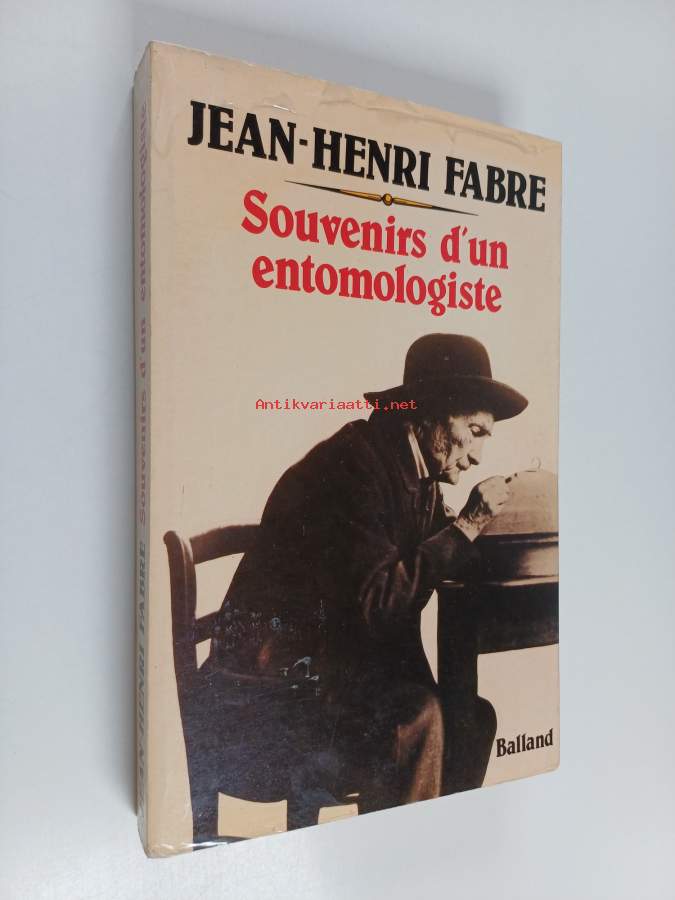 JEAN-HENRI FABRE
Souvenirs d'un
entomologiste
Antikvariaatti.net
Balland
JEAN-HENRI FABRE Souvenirs d'un entomologiste